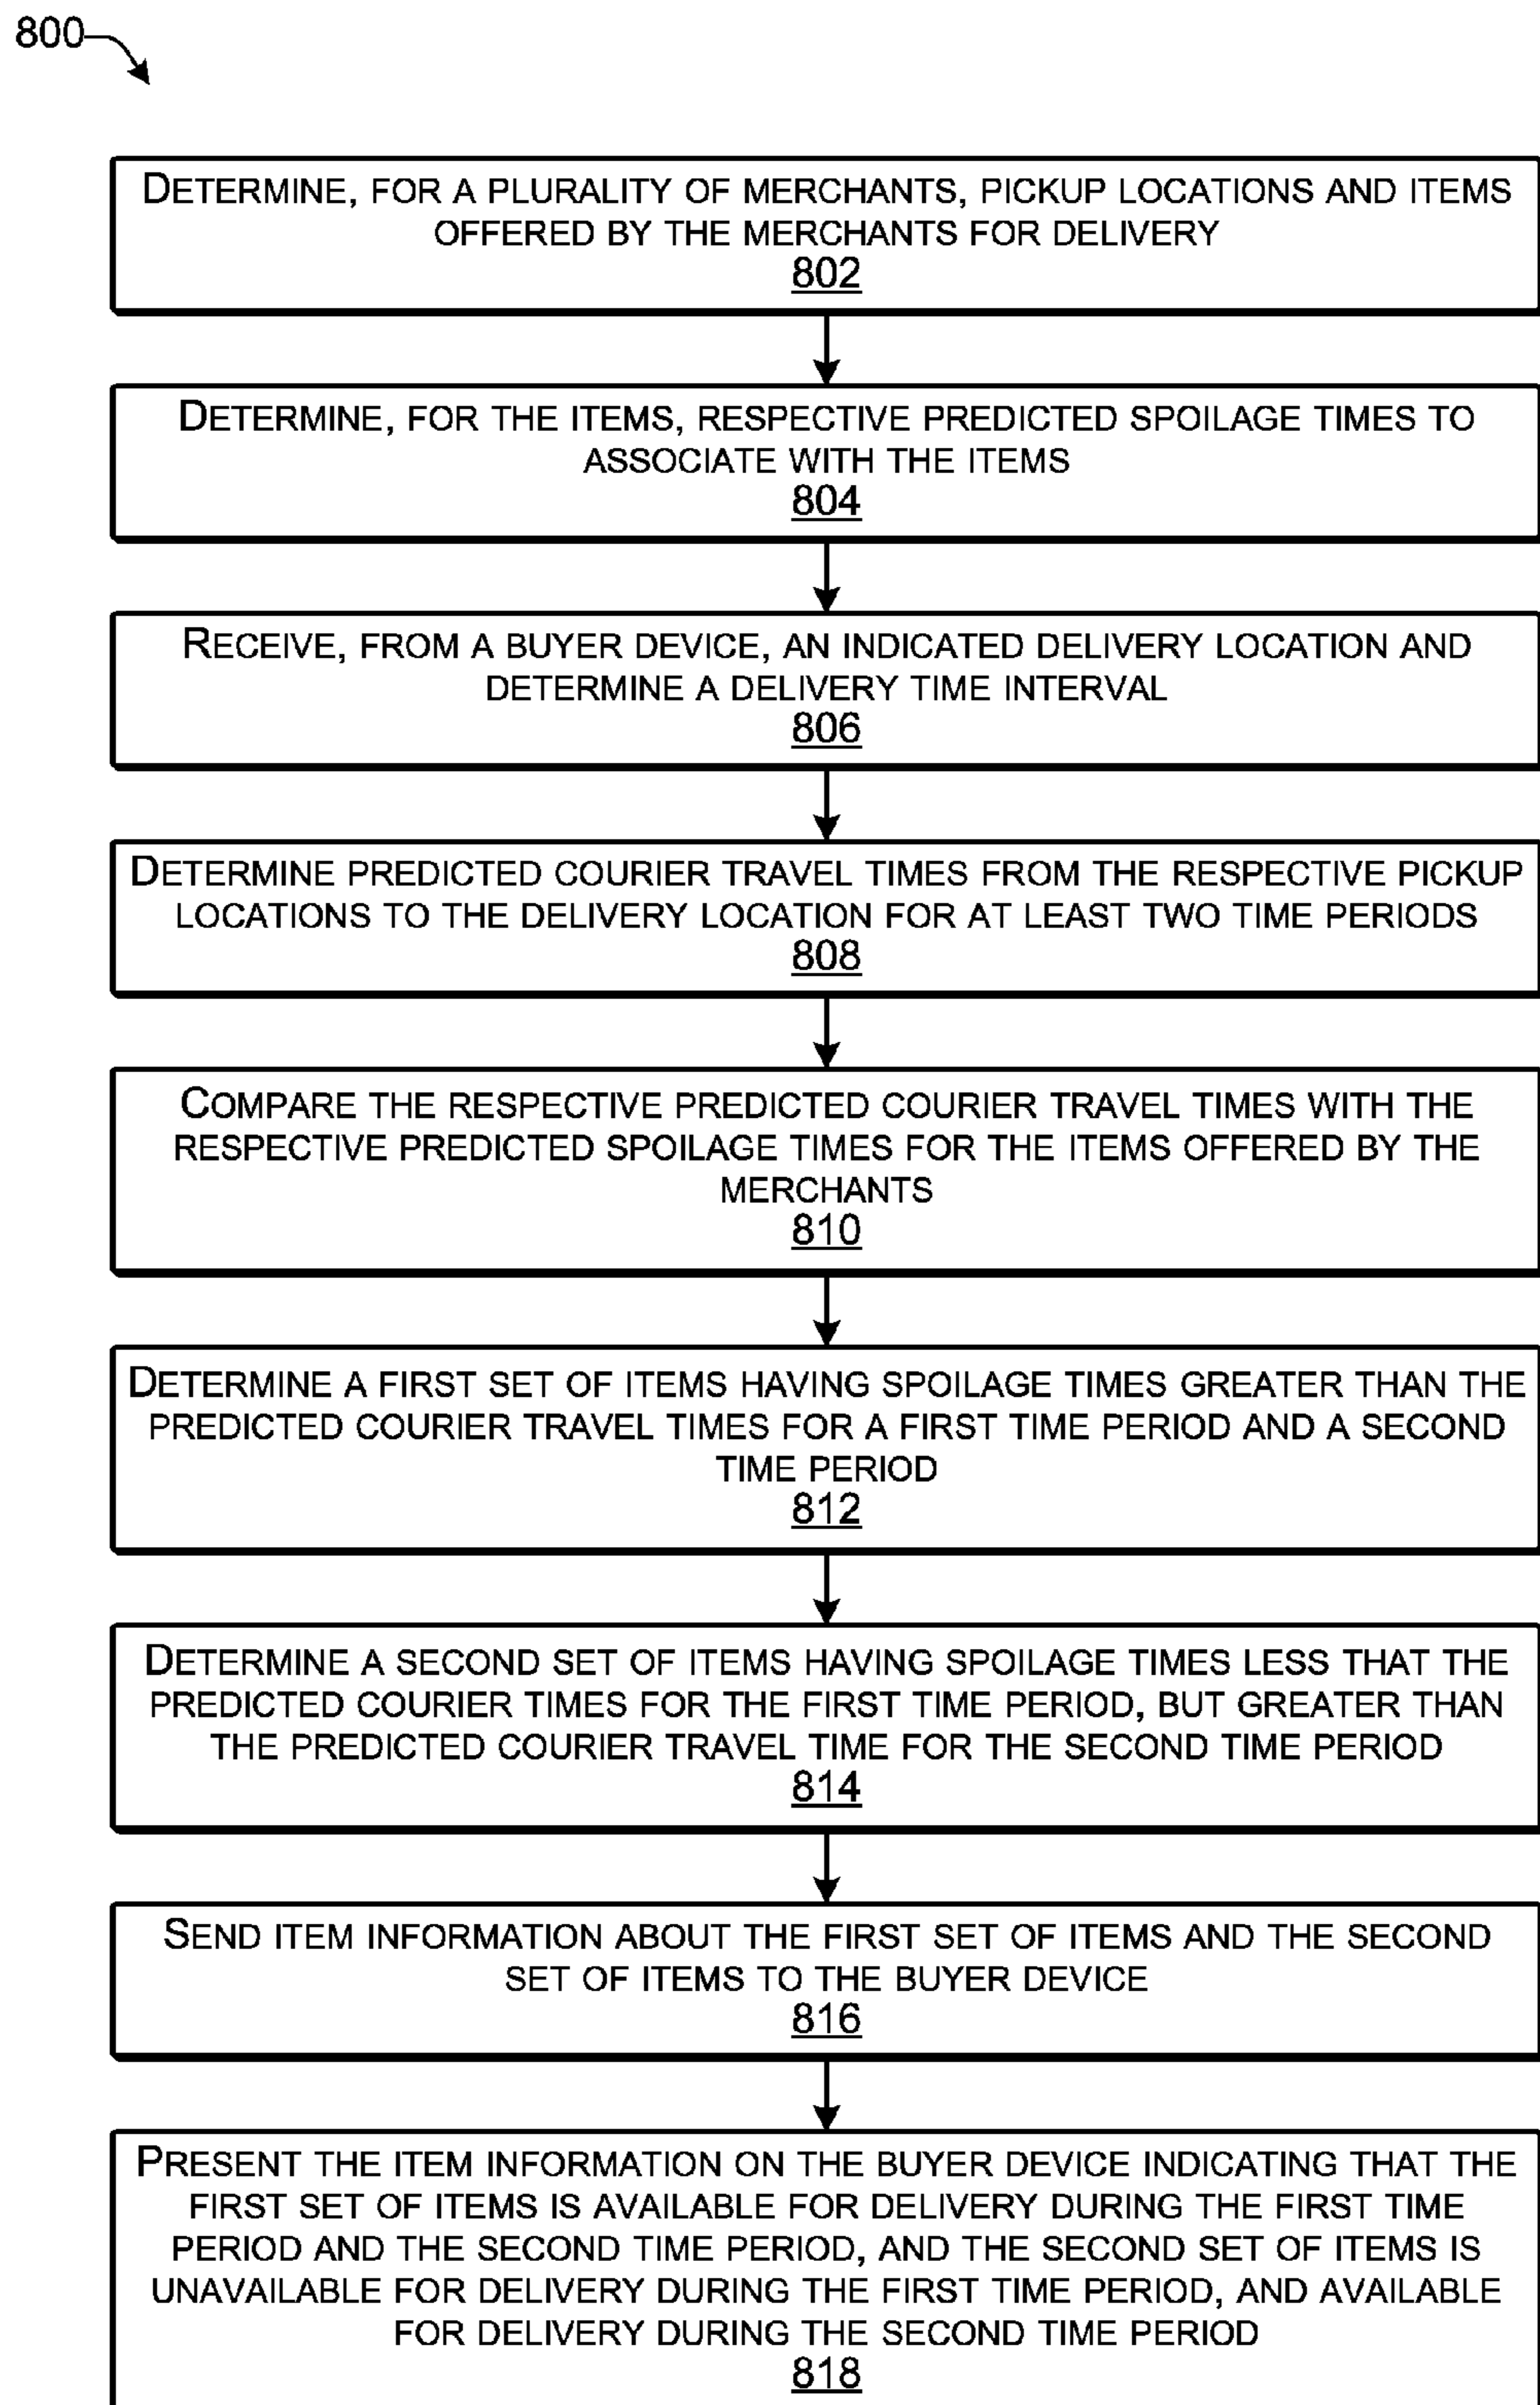 800
DETERMINE, FOR A PLURALITY OF MERCHANTS, PICKUP LOCATIONS AND ITEMS
OFFERED BY THE MERCHANTS FOR DELIVERY
802
DETERMINE, FOR THE ITEMS, RESPECTIVE PREDICTED SPOILAGE TIMES TO
ASSOCIATE WITH THE ITEMS
804
RECEIVE, FROM A BUYER DEVICE, AN INDICATED DELIVERY LOCATION AND
DETERMINE A DELIVERY TIME INTERVAL
806
DETERMINE PREDICTED COURIER TRAVEL TIMES FROM THE RESPECTIVE PICKUP
LOCATIONS TO THE DELIVERY LOCATION FOR AT LEAST TWO TIME PERIODS
808
COMPARE THE RESPECTIVE PREDICTED COURIER TRAVEL TIMES WITH THE
RESPECTIVE PREDICTED SPOILAGE TIMES FOR THE ITEMS OFFERED BY THE
MERCHANTS
810
DETERMINE A FIRST SET OF ITEMS HAVING SPOILAGE TIMES GREATER THAN THE
PREDICTED COURIER TRAVEL TIMES FOR A FIRST TIME PERIOD AND A SECOND
TIME PERIOD
812
DETERMINE A SECOND SET OF ITEMS HAVING SPOILAGE TIMES LESS THAT THE
PREDICTED COURIER TIMES FOR THE FIRST TIME PERIOD, BUT GREATER THAN
THE PREDICTED COURIER TRAVEL TIME FOR THE SECOND TIME PERIOD
814
SEND ITEM INFORMATION ABOUT THE FIRST SET OF ITEMS AND THE SECOND
SET OF ITEMS TO THE BUYER DEVICE
816
PRESENT THE ITEM INFORMATION ON THE BUYER DEVICE INDICATING THAT THE
FIRST SET OF ITEMS IS AVAILABLE FOR DELIVERY DURING THE FIRST TIME
PERIOD AND THE SECOND TIME PERIOD, AND THE SECOND SET OF ITEMS IS
UNAVAILABLE FOR DELIVERY DURING THE FIRST TIME PERIOD, AND AVAILABLE
FOR DELIVERY DURING THE SECOND TIME PERIOD
818